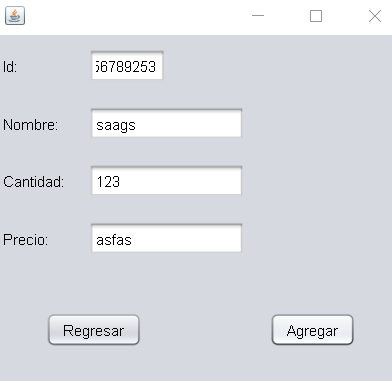 Id: 56789253
Nombre: saags
Cantidad: 123
Precio: asfas
Regresar Agregar